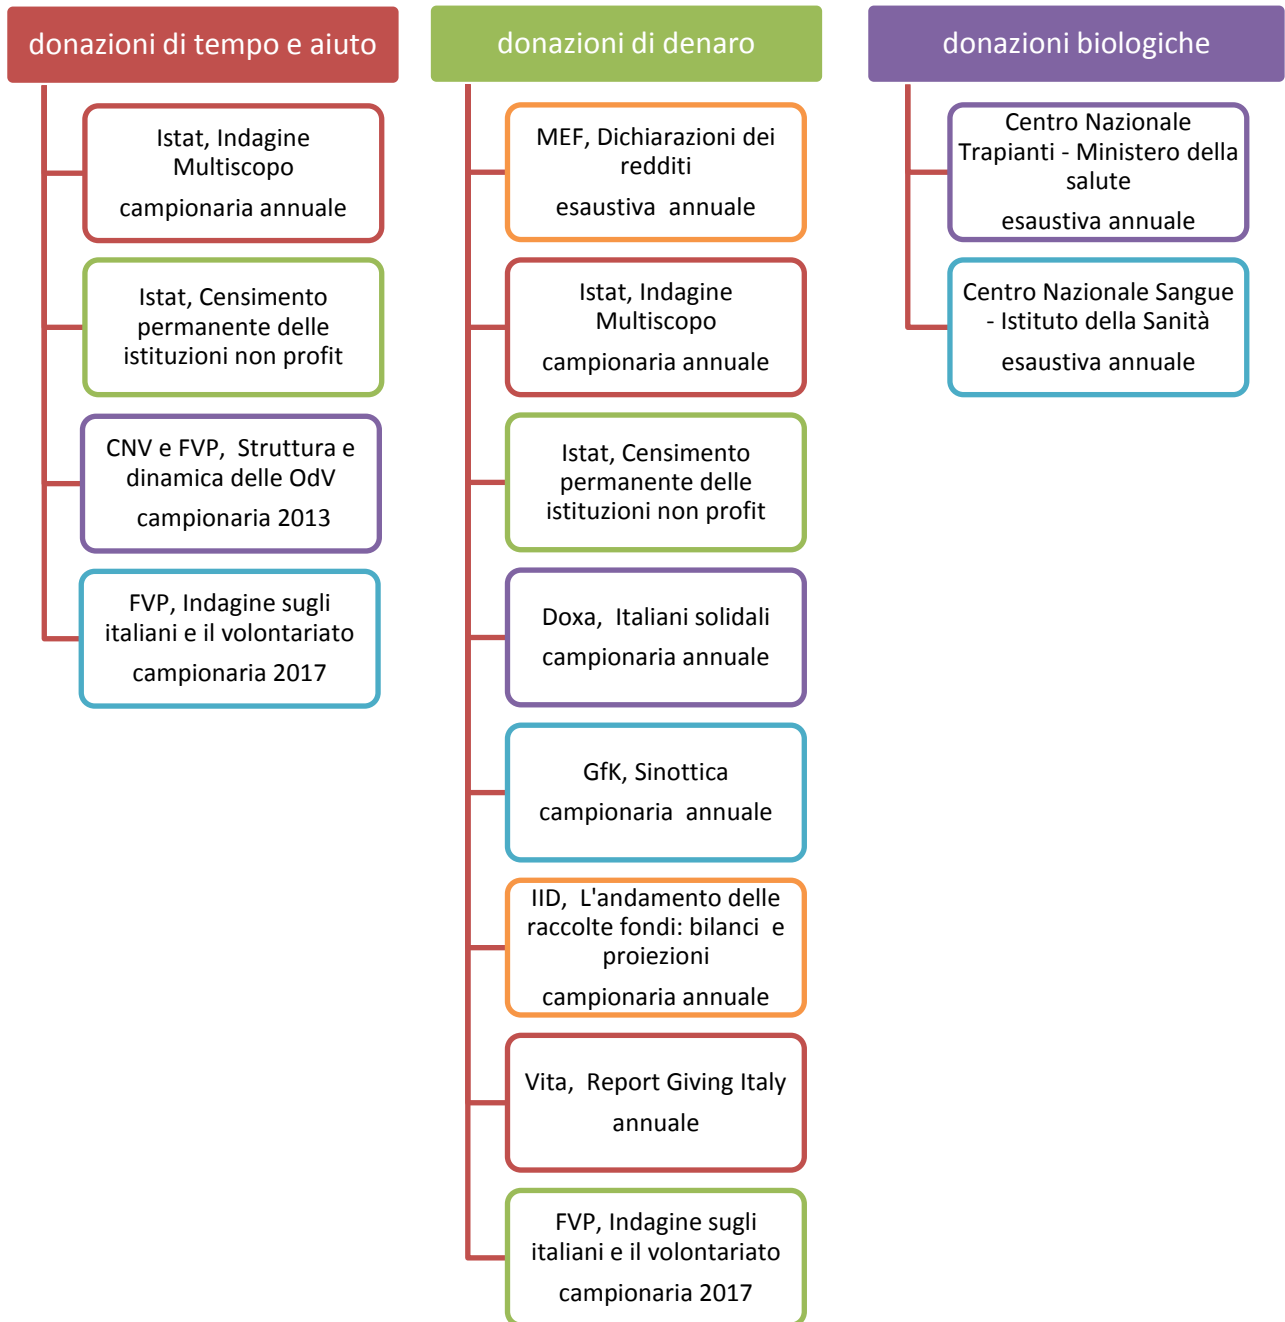 donazioni di tempo e aiuto
Istat, Indagine
Multiscopo
campionaria annuale
Istat, Censimento
permanente delle
istituzioni non profit
CNV e FVP, Struttura e
dinamica delle OdV
campionaria 2013
FVP, Indagine sugli
italiani e il volontariato
campionaria 2017
donazioni di denaro
MEF, Dichiarazioni dei
redditi
esaustiva annuale
Istat, Indagine
Multiscopo
campionaria annuale
Istat, Censimento
permanente delle
istituzioni non profit
Doxa, Italiani solidali
campionaria annuale
GfK, Sinottica
campionaria annuale
IID, L'andamento delle
raccolte fondi: bilanci e
proiezioni
campionaria annuale
Vita, Report Giving Italy
annuale
FVP, Indagine sugli
italiani e il volontariato
campionaria 2017
donazioni biologiche
Centro Nazionale
Trapianti - Ministero della
salute
esaustiva annuale
Centro Nazionale Sangue
- Istituto della Sanità
esaustiva annuale